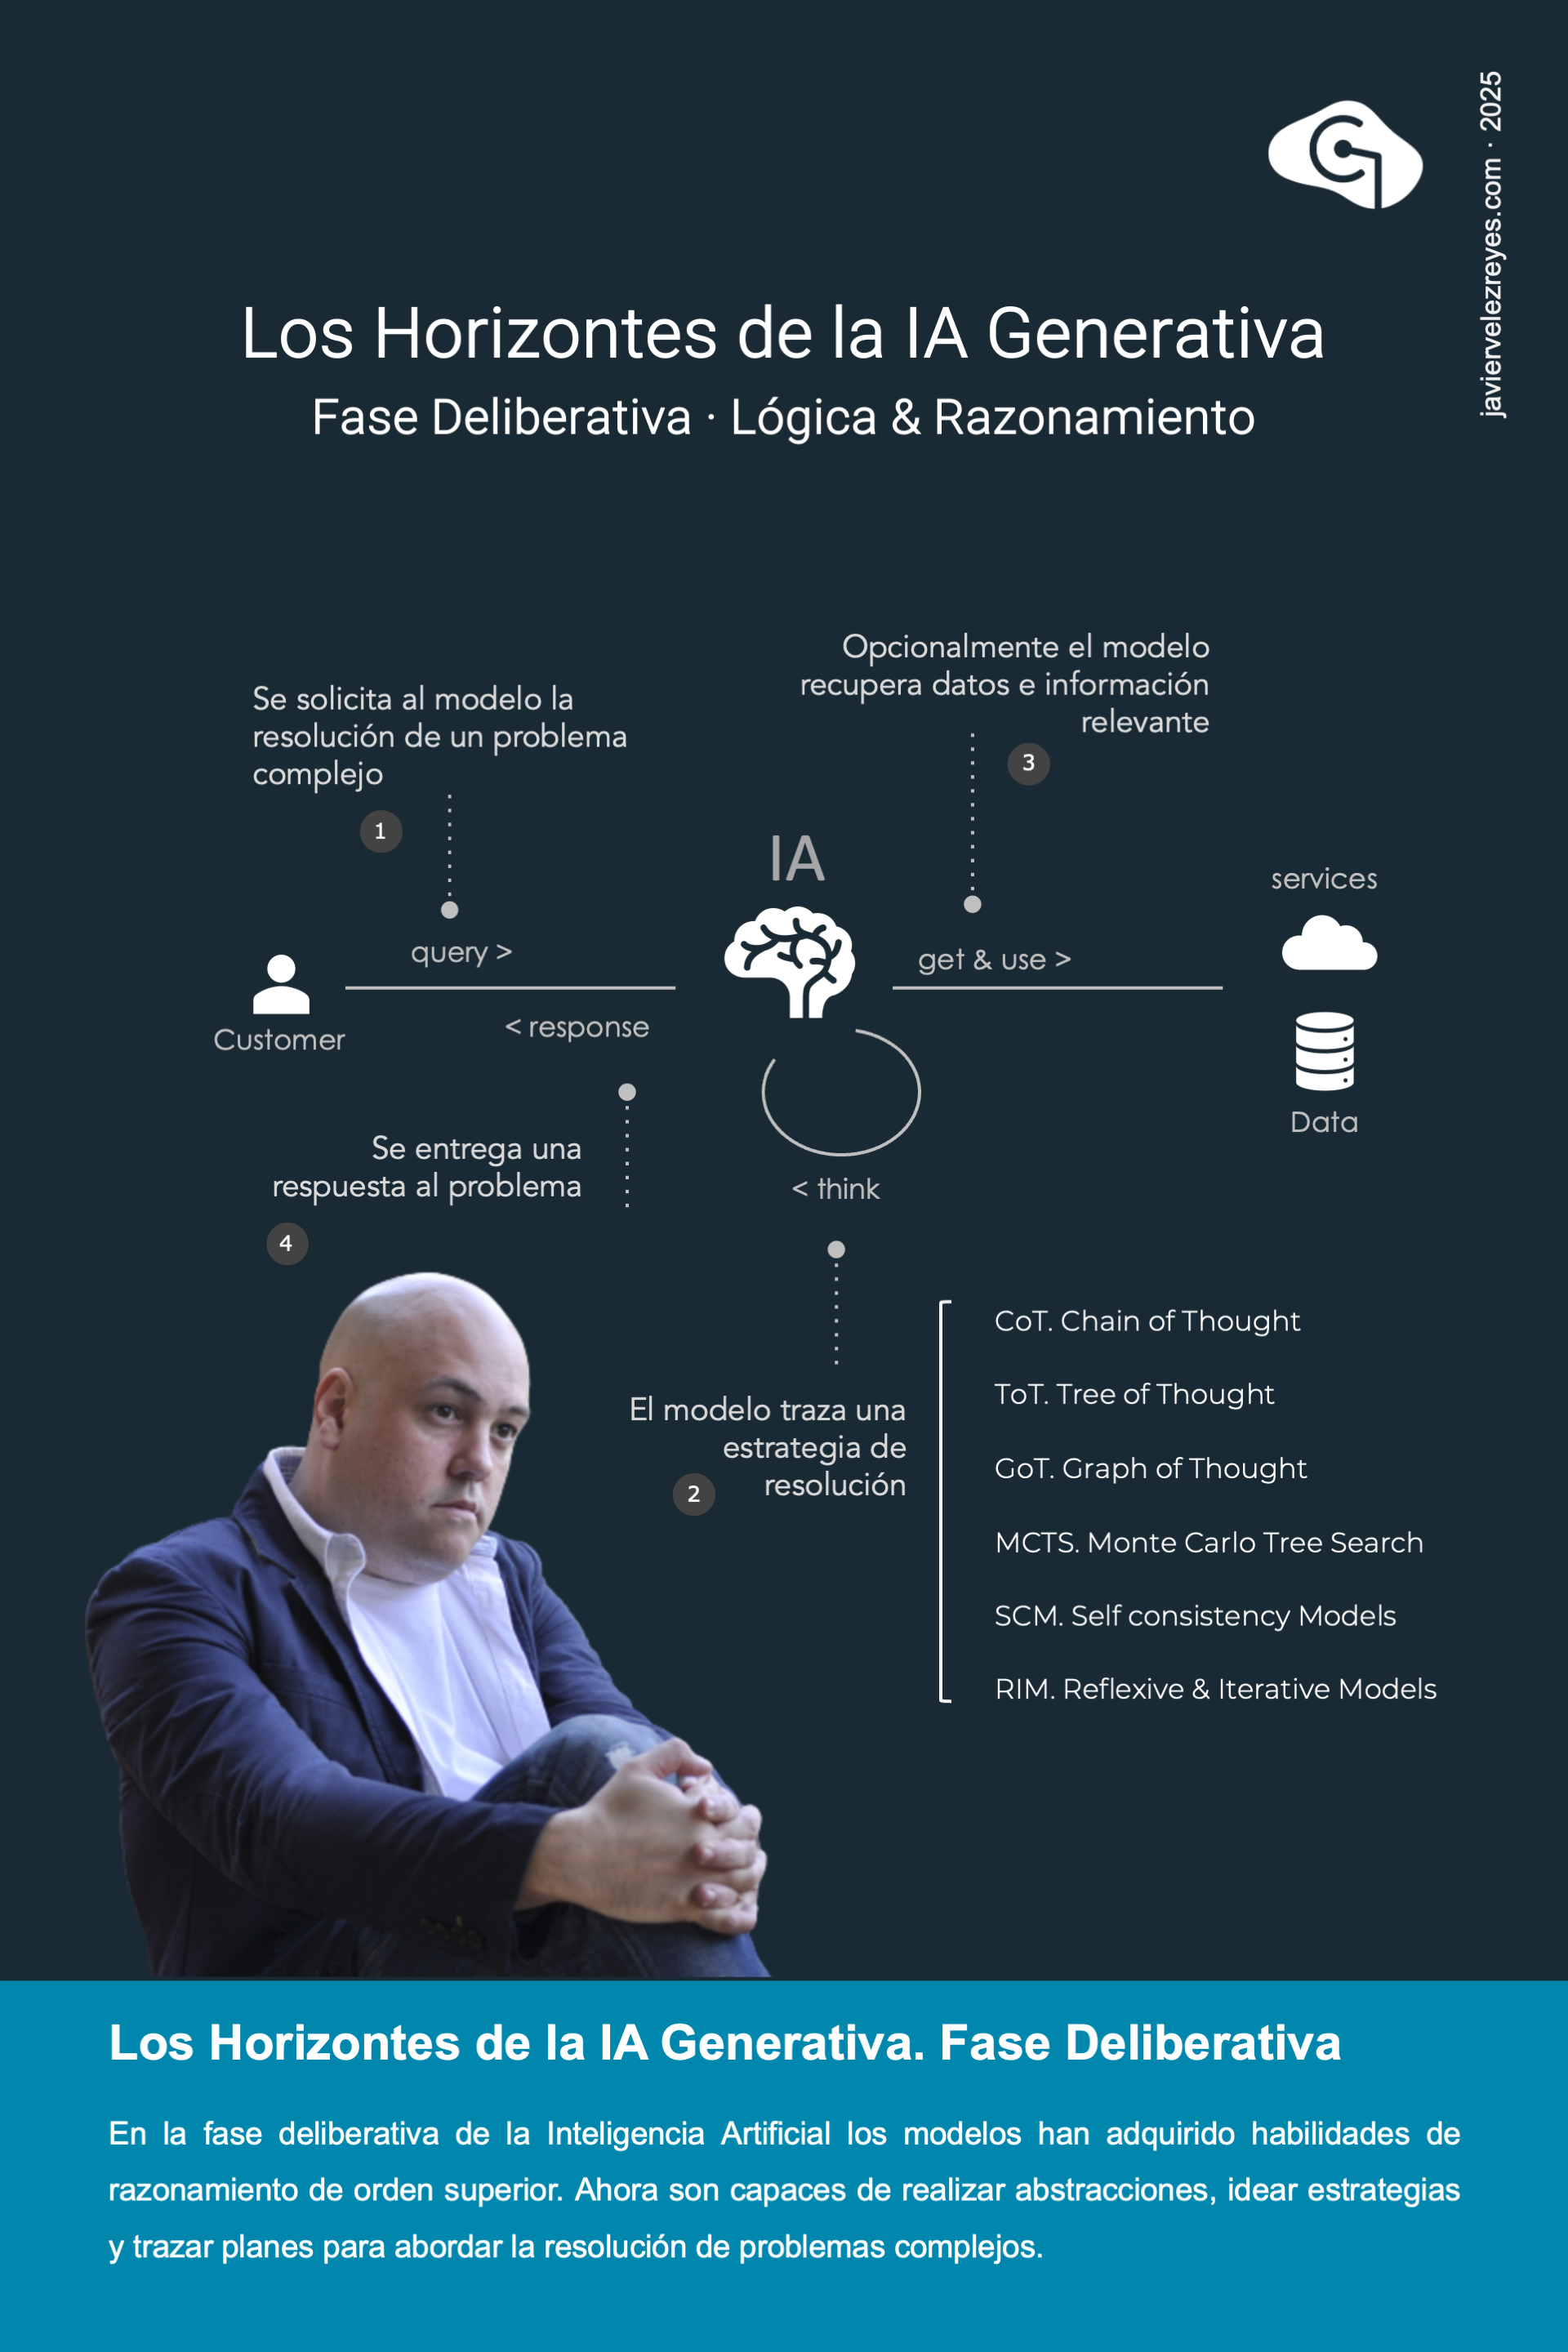 javiervelezreyes.com · 2025
Los Horizontes de la IA Generativa
Fase Deliberativa · Lógica & Razonamiento
Se solicita al modelo la
resolución de un problema
complejo
1
Opcionalmente el modelo
recupera datos e información
relevante
3
IA
services
query >
get & use >
< response
Customer
Data
Se entrega una
respuesta al problema
4
< think
El modelo traza una
estrategia de
resolución
2
CoT. Chain of Thought
ToT. Tree of Thought
GoT. Graph of Thought
MCTS. Monte Carlo Tree Search
SCM. Self consistency Models
RIM. Reflexive & Iterative Models
Los Horizontes de la IA Generativa. Fase Deliberativa
En la fase deliberativa de la Inteligencia Artificial los modelos han adquirido habilidades de
razonamiento de orden superior. Ahora son capaces de realizar abstracciones, idear estrategias
y trazar planes para abordar la resolución de problemas complejos.